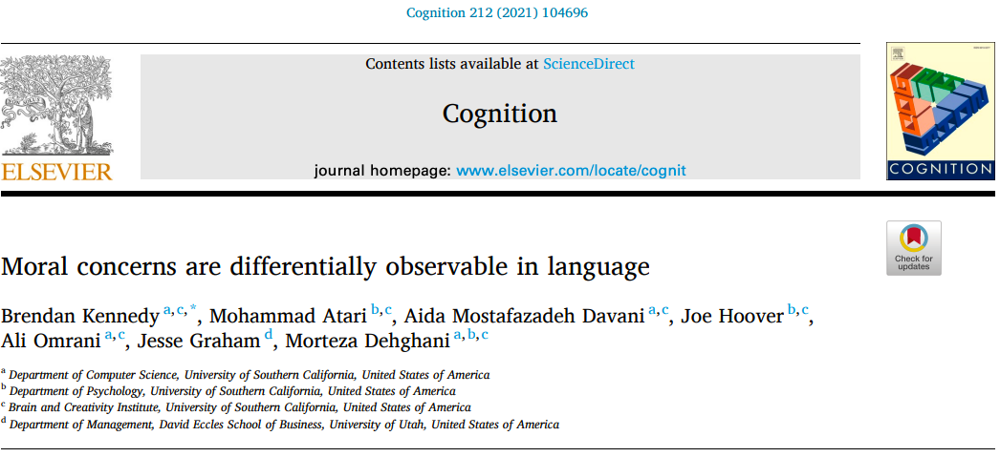 Cognition 212 (2021) 104696
Contents lists available at ScienceDirect
Cognition
journal homepage: www.elsevier.com/locate/cognit
ELSEVIER
COGNITION
Check for
updates
Moral concerns are differentially observable in language
Brendan Kennedy a,c,*, Mohammad Atari b,c, Aida Mostafazadeh Davani a,c, Joe Hoover b,c,
Ali Omrani a,c, Jesse Graham d, Morteza Dehghani a,b,c
a Department of Computer Science, University of Southern California, United States of America
b Department of Psychology, University of Southern California, United States of America
c Brain and Creativity Institute, University of Southern California, United States of America
d Department of Management, David Eccles School of Business, University of Utah, United States of America